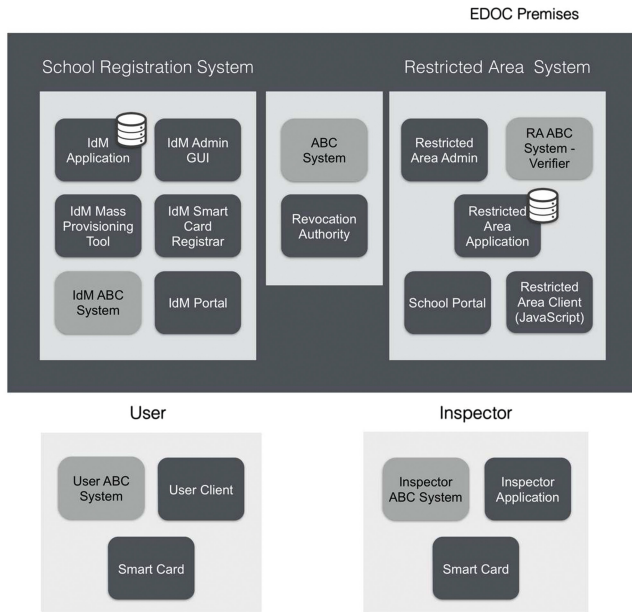 EDOC Premises
School Registration System
Restricted Area System
IdM
Application
IdM Admin
GUI
IdM Mass
Provisioning
Tool
IdM Smart
Card
Registrar
IdM ABC
System
IdM Portal
ABC
System
Revocation
Authority
Restricted
Area Admin
RA ABC
System -
Verifier
Restricted
Area
Application
School Portal
Restricted
Area Client
(JavaScript)
User
User ABC
System
User Client
Smart Card
Inspector
Inspector
ABC System
Inspector
Application
Smart Card